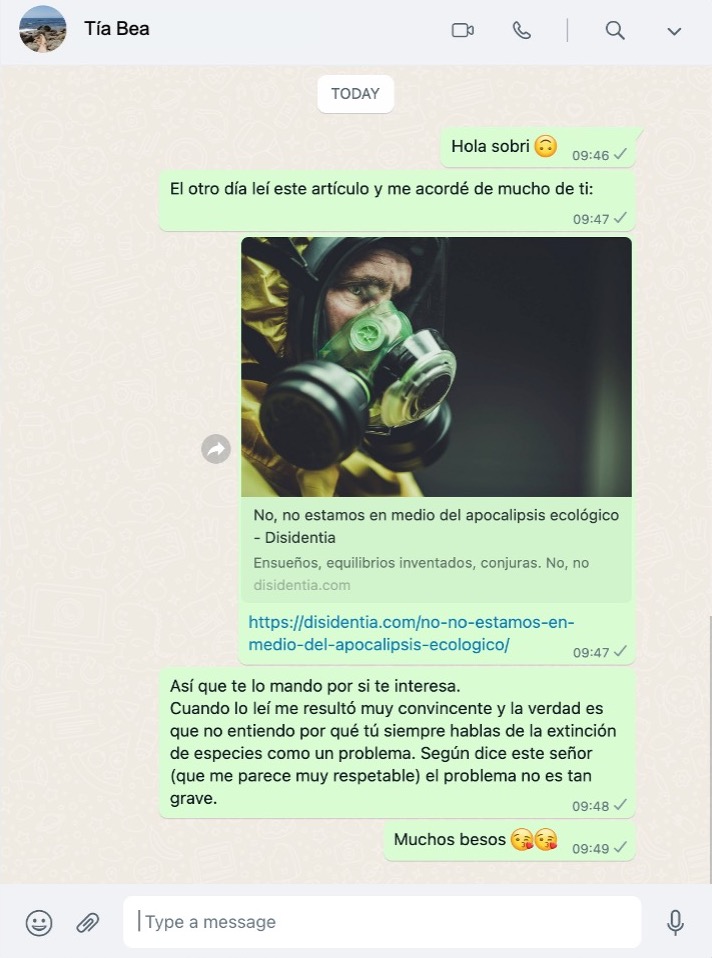 Tía Bea
TODAY
Hola sobri 🙃
09:46
El otro día leí este artículo y me acordé de mucho de ti:
09:47
No, no estamos en medio del apocalipsis ecológico
- Disidentia
Ensueños, equilibrios inventados, conjuras. No, no
disidentia.com
https://disidentia.com/no-no-estamos-en-
medio-del-apocalipsis-ecologico/
09:47
Así que te lo mando por si te interesa.
Cuando lo leí me resultó muy convincente y la verdad es
que no entiendo por qué tú siempre hablas de la extinción
de especies como un problema. Según dice este señor
(que me parece muy respetable) el problema no es tan
grave.
09:48
Muchos besos 😘😘
09:49
Type a message